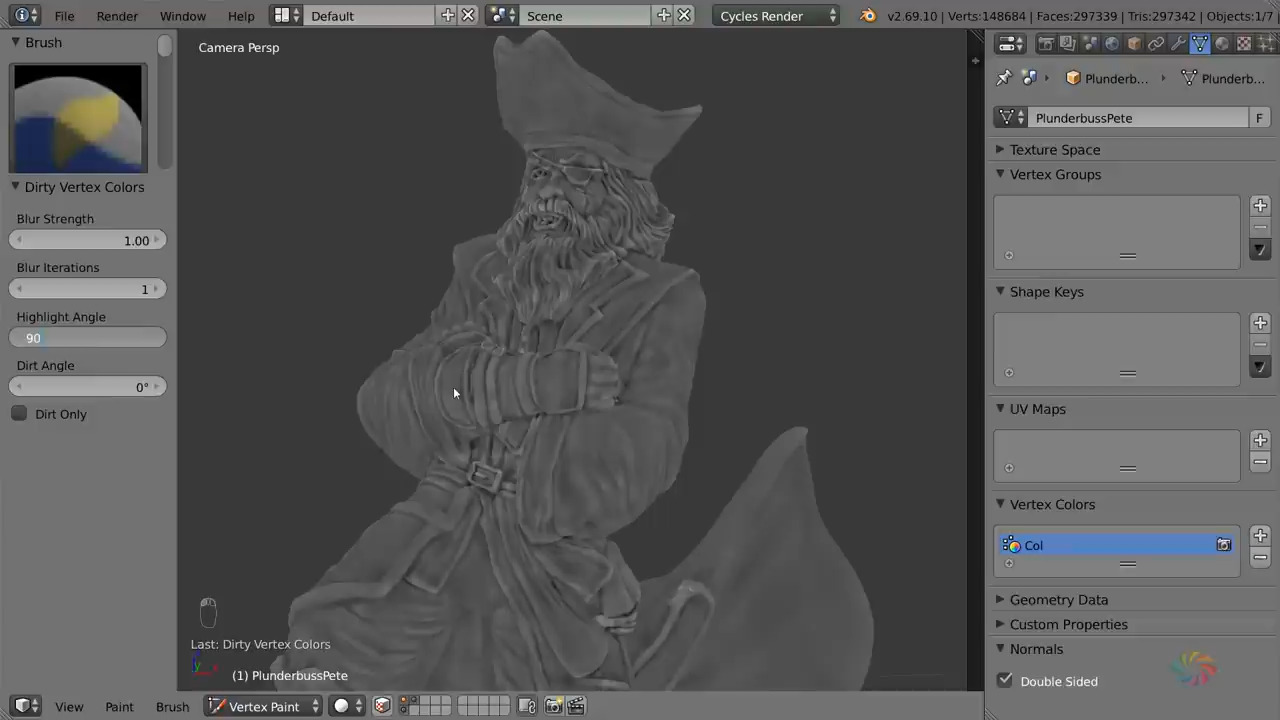 File Render Window Help Default Scene Cycles Render v2.69.10 | Verts:148684 | Faces:297339 | Tris:297342 | Objects:1/7
Brush
Camera Persp
Plunderb... Plunderb...
PlunderbussPete F
Texture Space
Vertex Groups
Dirty Vertex Colors
Blur Strength
1.00
Blur Iterations
1
Shape Keys
Highlight Angle
90
Dirt Angle
0°
Dirt Only
UV Maps
Vertex Colors
Col
Geometry Data
Custom Properties
Last: Dirty Vertex Colors
Normals
y x
(1) PlunderbussPete
Double Sided
View Paint Brush Vertex Paint